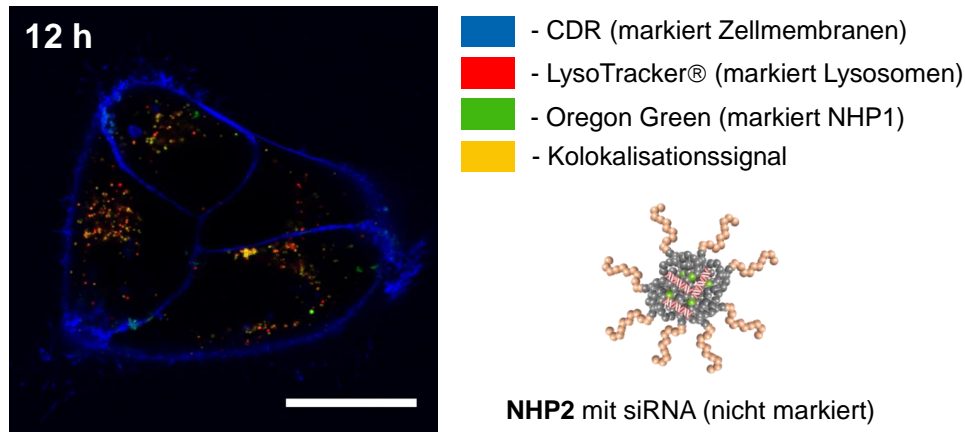 12 h
- CDR (markiert Zellmembranen)
- LysoTracker® (markiert Lysosomen)
- Oregon Green (markiert NHP1)
- Kolokalisationssignal
NHP2 mit siRNA (nicht markiert)